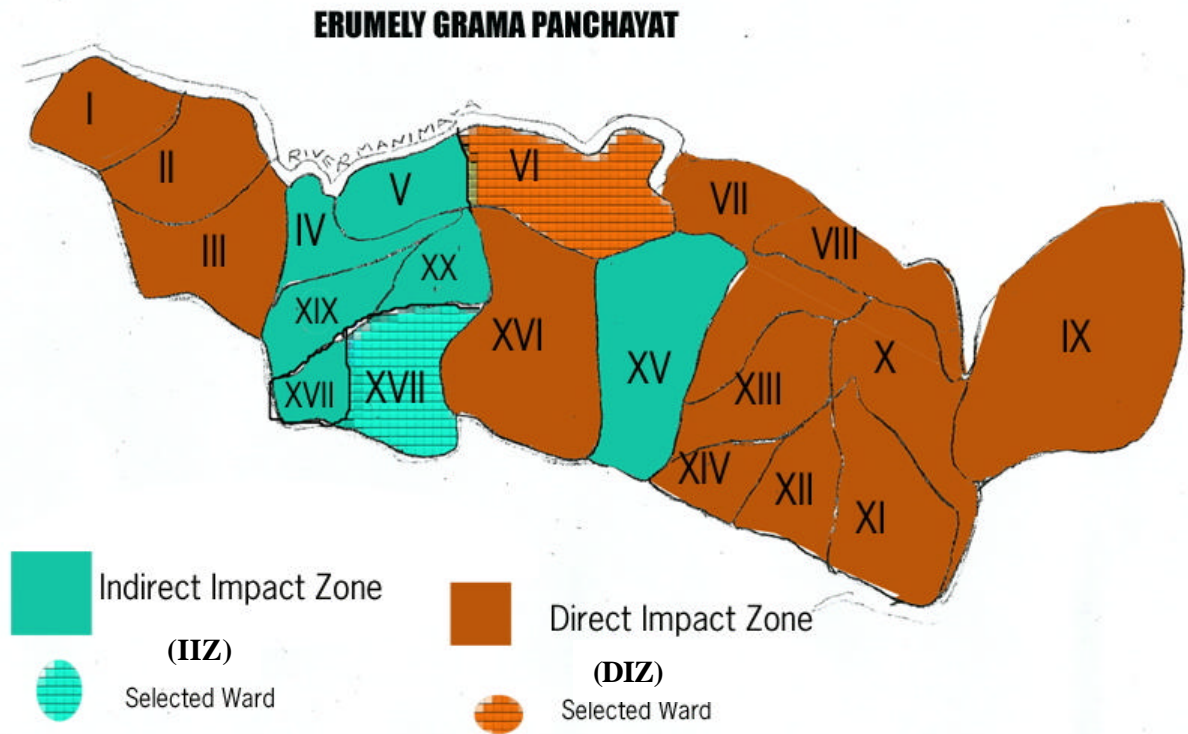 ERUMELY GRAMA PANCHAYAT
I
II
III
RIVER MANIMAYA
IV
V
VI
VII
VIII
IX
XX
XIX
XVII
XVII
XVI
XV
XIII
X
XIV
XII
XI
Indirect Impact Zone
(IIZ)
Selected Ward
Direct Impact Zone
(DIZ)
Selected Ward